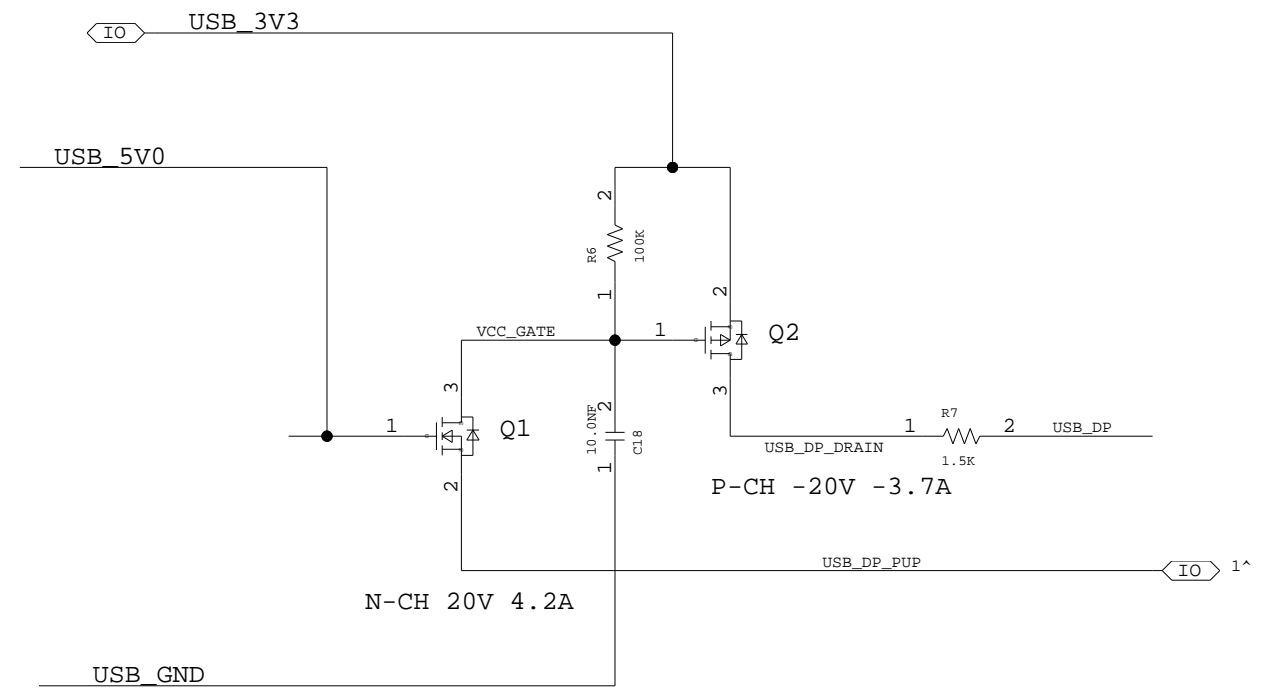 IO USB_3V3
USB_5V0
2
R6 100K
1
2
VCC_GATE
1
Q2
3
3
1
Q1
2
10.0NF
2
C18
1
R7
1
2
USB_DP
1.5K
USB_DP_DRAIN
P-CH -20V -3.7A
USB_DP_PUP
IO 1^
N-CH 20V 4.2A
USB_GND